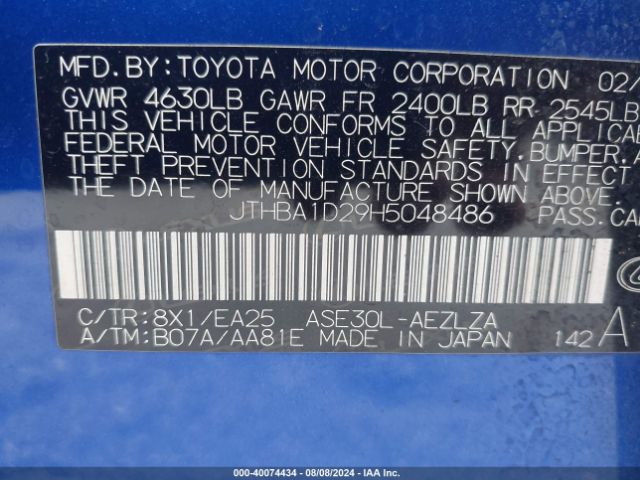 MFD.BY:TOYOTA MOTOR CORPORATION 02/
GVWR 4630LB GAWR FR 2400LB RR 2545LB
THIS VEHICLE CONFORMS TO ALL APPLICAB
FEDERAL MOTOR VEHICLE SAFETY,BUMPER,A
THEFT PREVENTION STANDARDS IN EFFECT
THE DATE OF MANUFACTURE SHOWN ABOVE.
JTHBA1D29H5048486 PASS.CAR
C/TR:8X1/EA25 ASE30L-AEZLZA
A/TM:B07A/AA81E MADE IN JAPAN 142 A
000-40074434 - 08/08/2024 - IAA Inc.